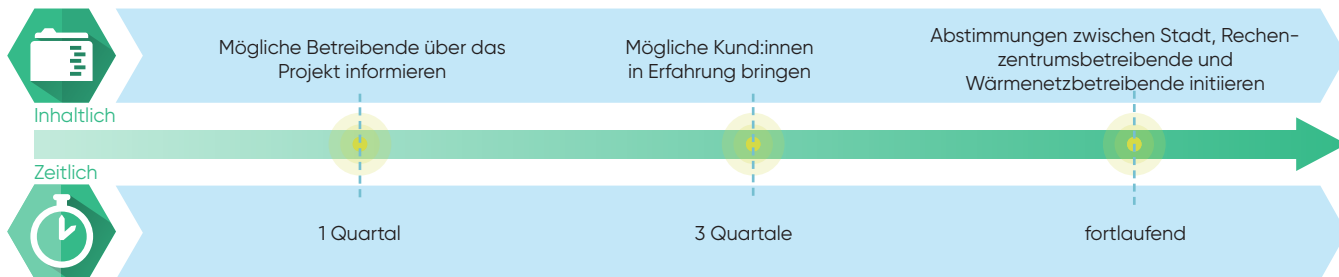 Mögliche Betreibende über das
Projekt informieren
Mögliche Kund:innen
in Erfahrung bringen
Abstimmungen zwischen Stadt, Rechen-
zentrumsbetreibende und
Wärmenetzbetreibende initiieren
Inhaltlich
Zeitlich
1 Quartal
3 Quartale
fortlaufend